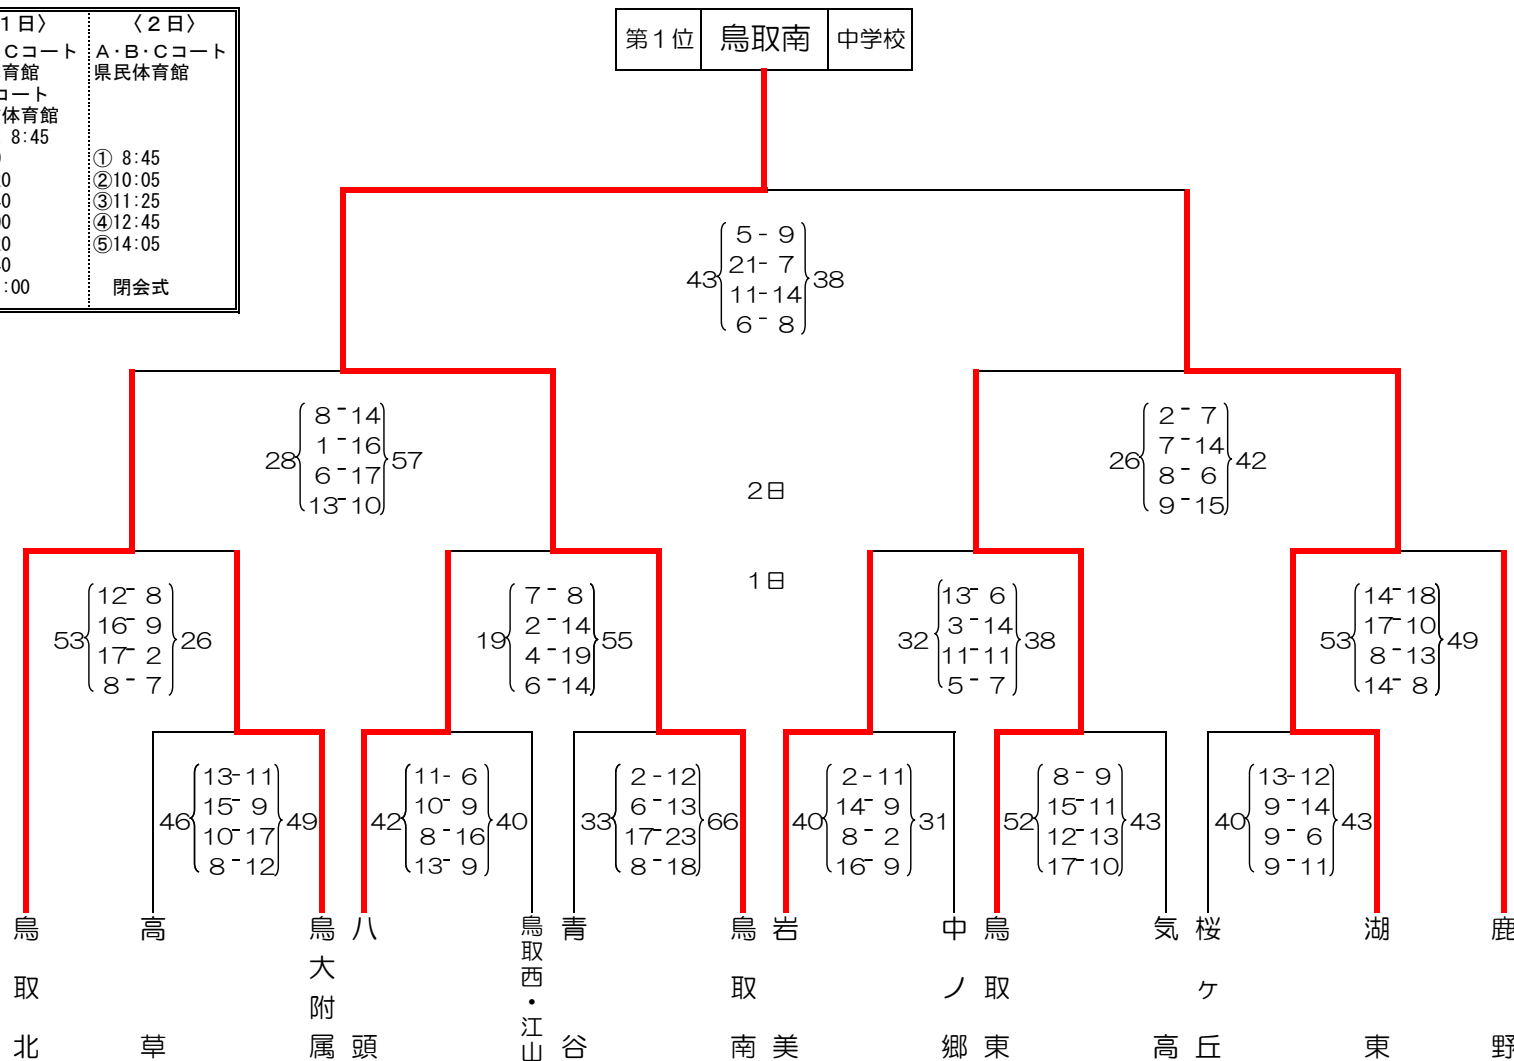 1日〉 〈2日〉
Cコート A・B・Cコート
育館 県民体育館
コート
体育館
8:45
① 8:45
②10:05
③11:25
④12:45
⑤14:05
:00 閉会式
第1位 鳥取南 中学校
43 5-9 21-7 11-14 6-8 38
28 8-14 1-16 6-17 13-10 57
26 2-7 7-14 8-6 9-15 42
2日
1日
53 12-8 16-9 17-2 8-7 26
19 7-8 2-14 4-19 6-14 55
32 13-6 3-14 11-11 5-7 38
53 14-18 17-10 8-13 14-8 49
46 13-11 15-9 10-17 8-12 49
42 11-6 10-9 8-16 13-9 40
33 2-12 6-13 17-23 8-18 66
40 2-11 14-9 8-2 16-9 31
52 8-9 15-11 12-13 17-10 43
40 13-12 9-14 9-6 9-11 43
鳥取北
高草
鳥大附属
八頭
鳥取西・江山
青谷
鳥取南
岩美
中ノ郷
鳥取東
気高
桜ヶ丘
湖東
鹿野